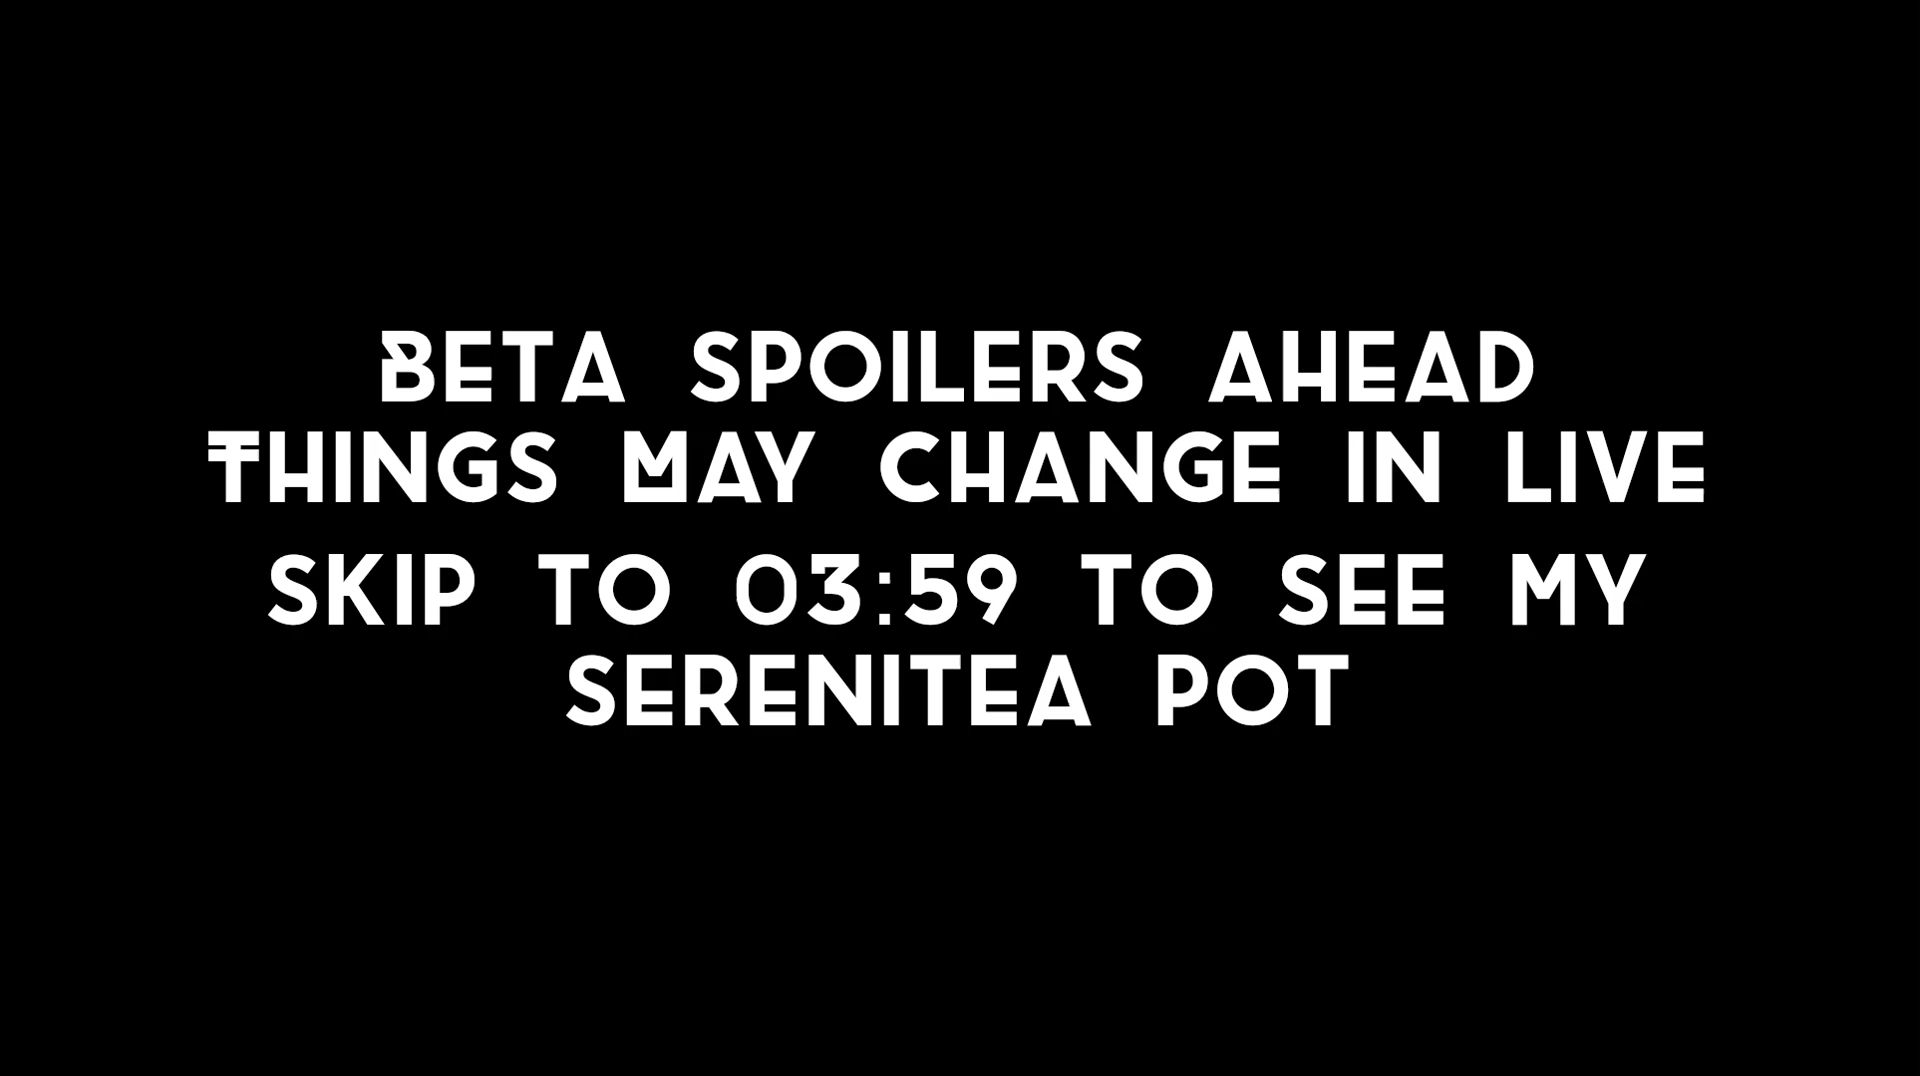 BETA SPOILERS AHEAD
THINGS MAY CHANGE IN LIVE
SKIP TO 03:59 TO SEE MY
SERENITEA POT